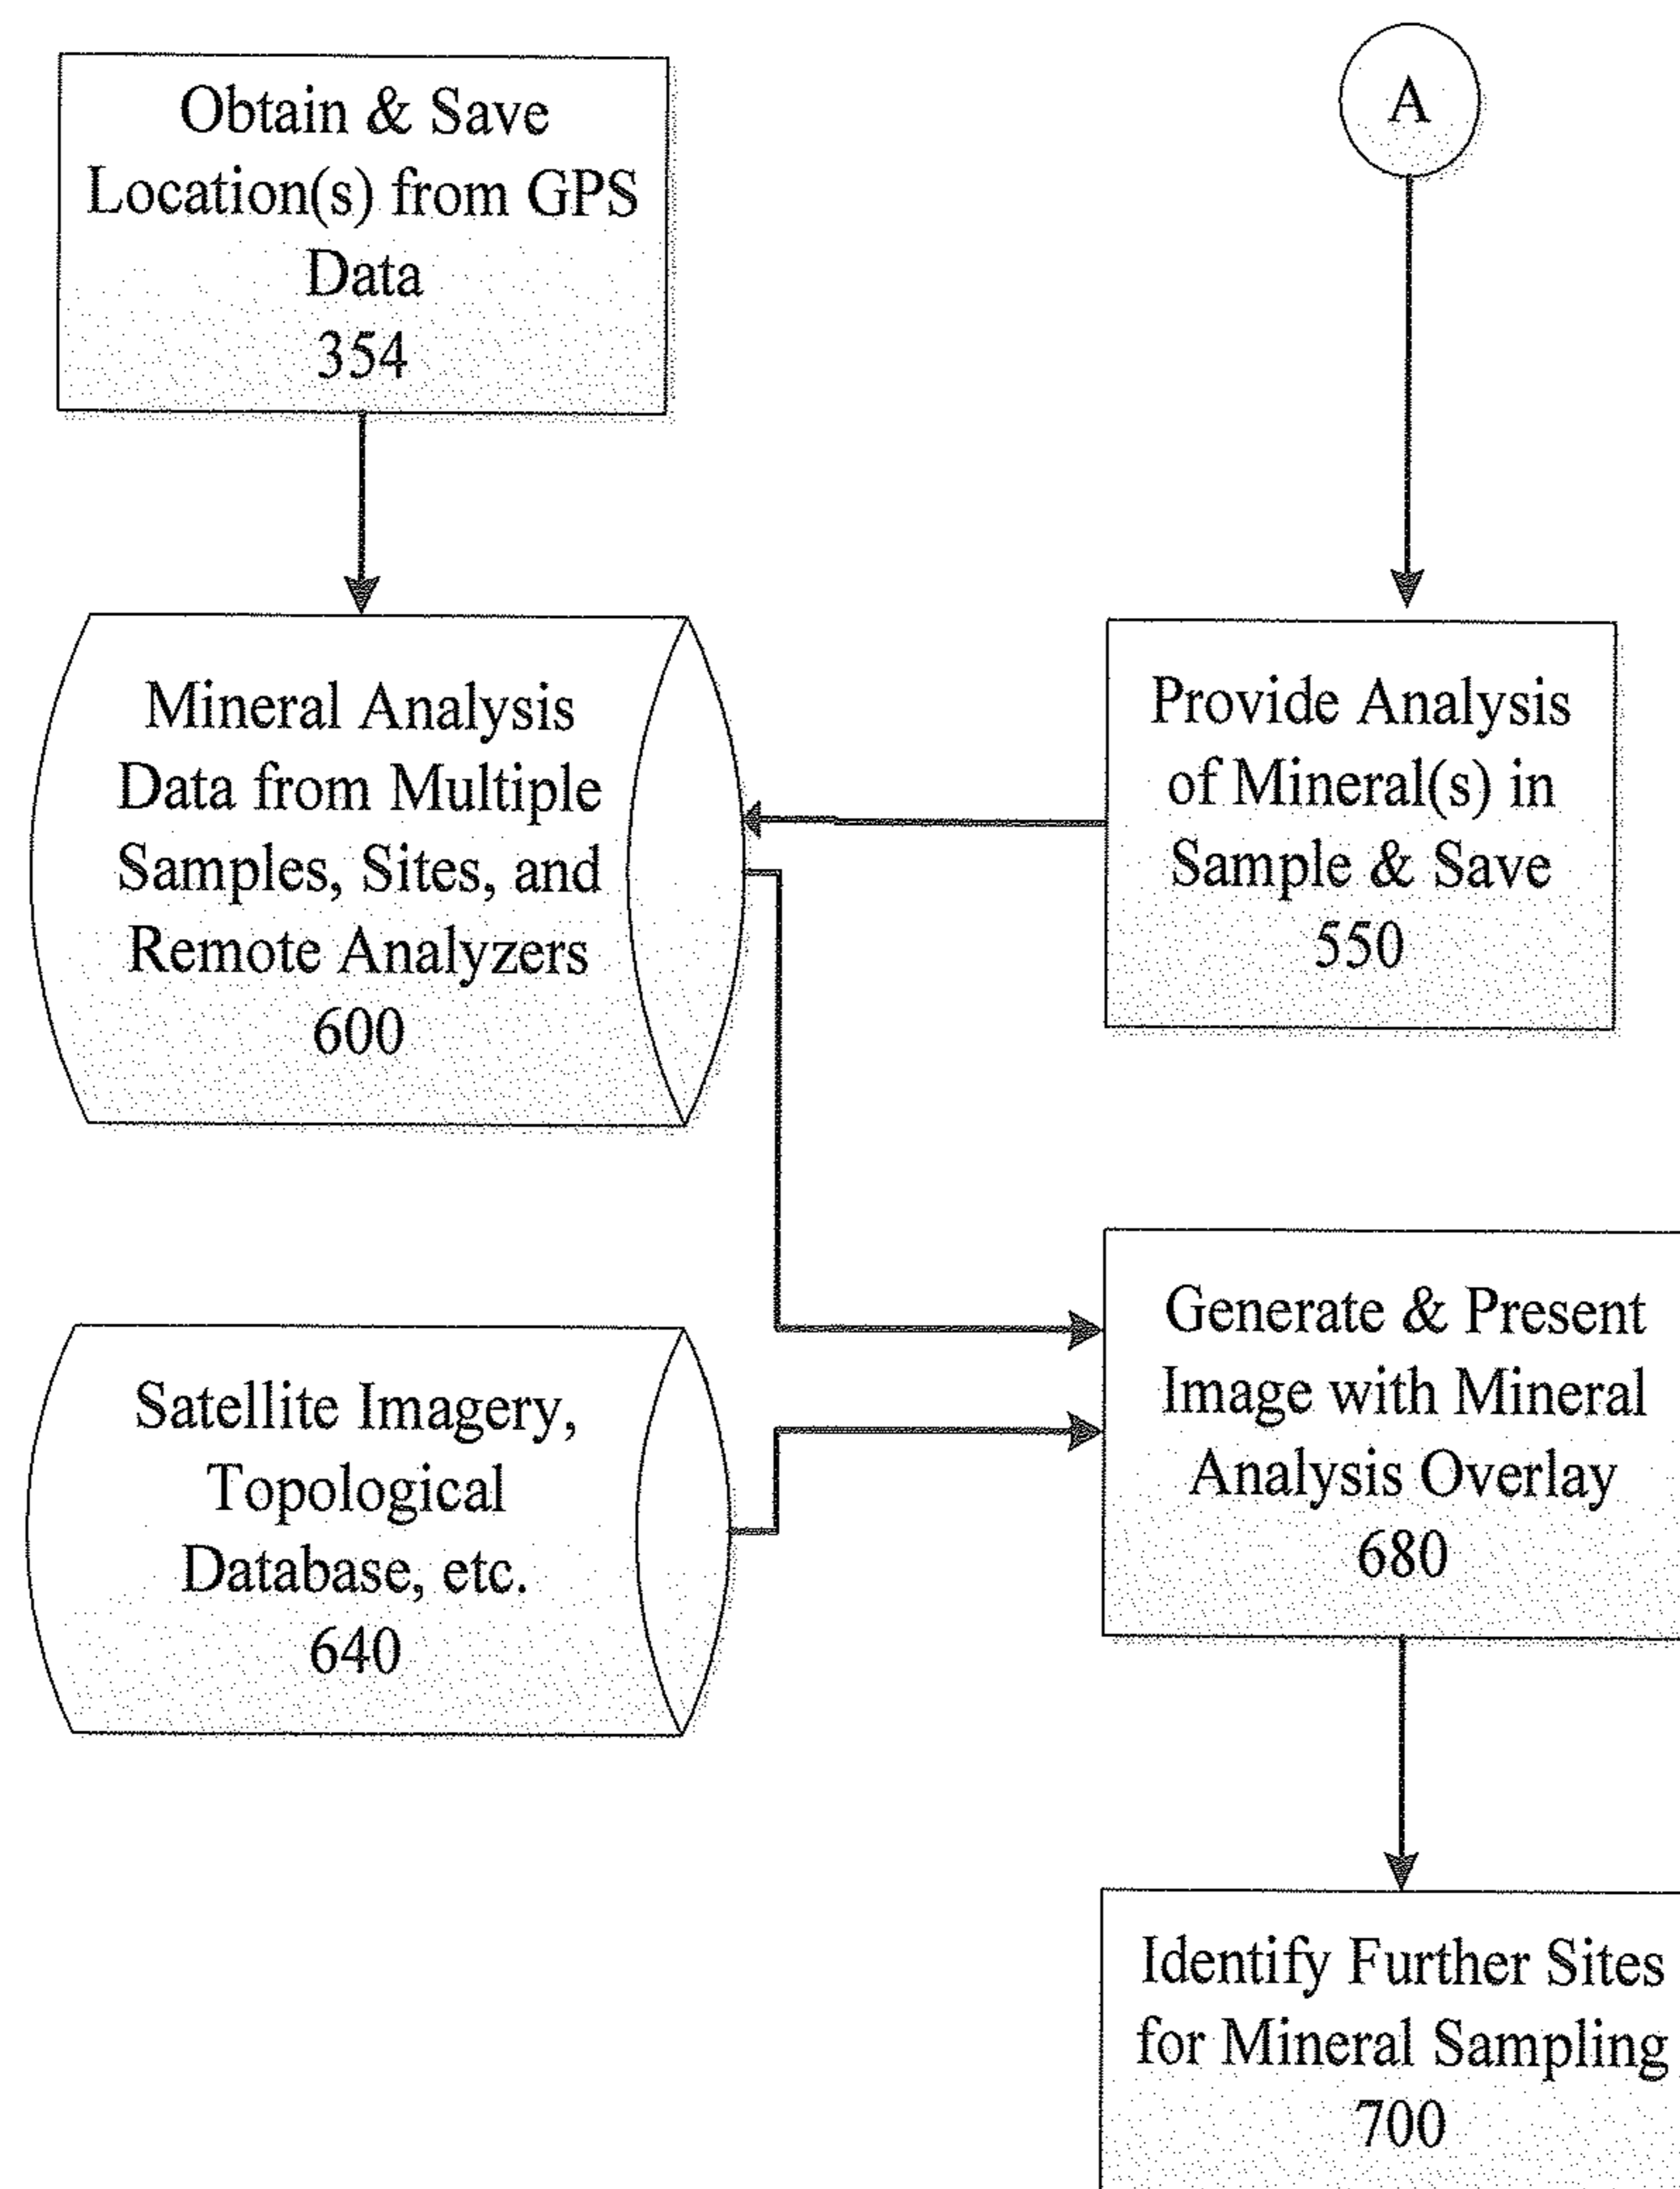 Obtain & Save
Location(s) from GPS
Data
354
A
Mineral Analysis
Data from Multiple
Samples, Sites, and
Remote Analyzers
600
Provide Analysis
of Mineral(s) in
Sample & Save
550
Satellite Imagery,
Topological
Database, etc.
640
Generate & Present
Image with Mineral
Analysis Overlay
680
Identify Further Sites
for Mineral Sampling
700